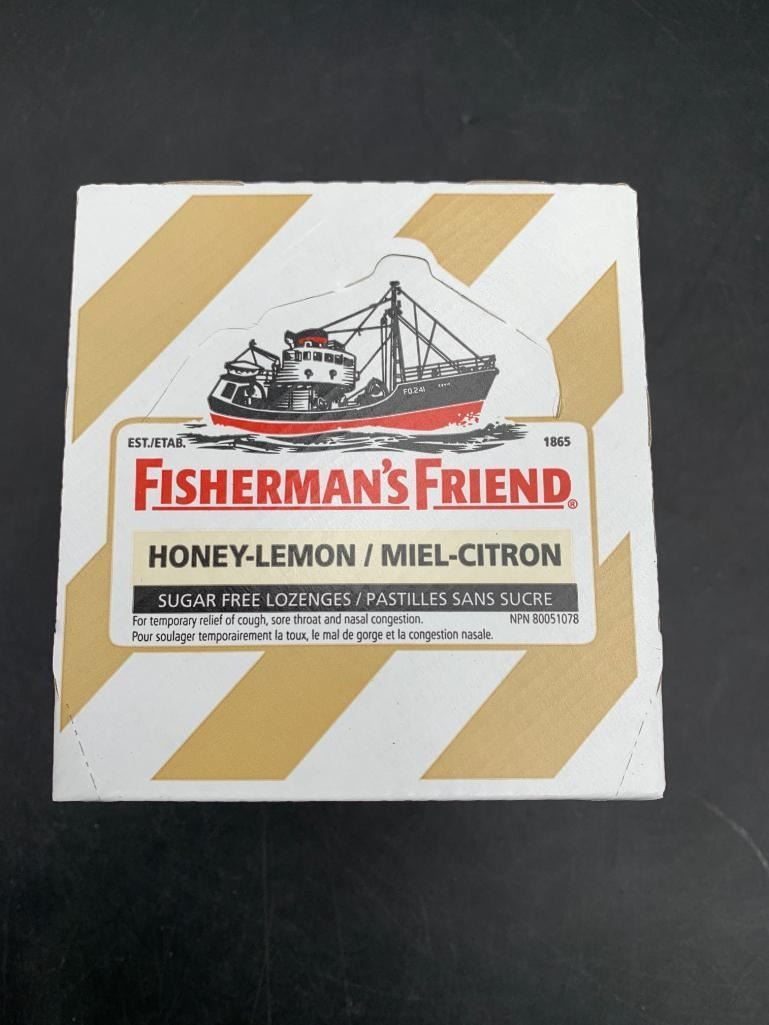 FD.241
EST./ETAB.
1865
FISHERMAN'S FRIEND®
HONEY-LEMON / MIEL-CITRON
SUGAR FREE LOZENGES / PASTILLES SANS SUCRE
For temporary relief of cough, sore throat and nasal congestion. NPN 80051078
Pour soulager temporairement la toux, le mal de gorge et la congestion nasale.